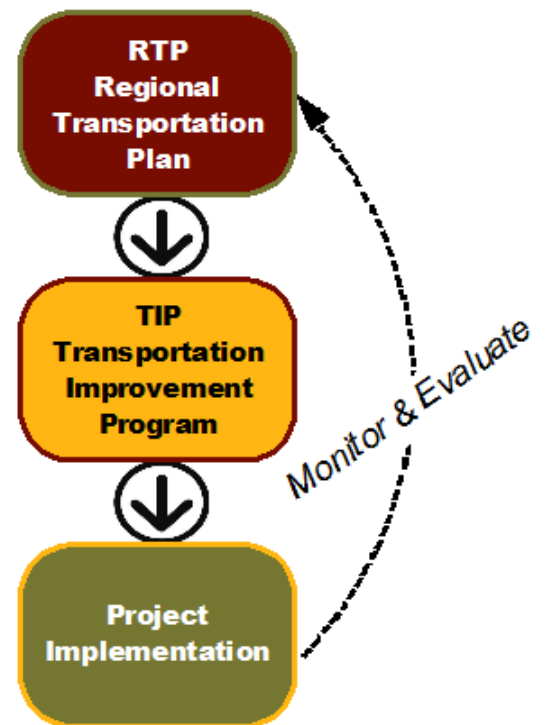 RTP
Regional
Transportation
Plan
TIP
Transportation
Improvement
Program
Monitor & Evaluate
Project
Implementation